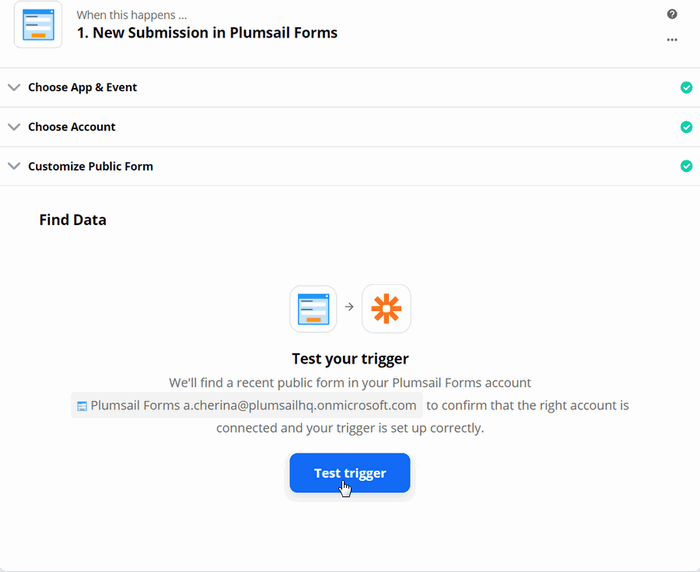 When this happens ...
1. New Submission in Plumsail Forms
Choose App & Event
Choose Account
Customize Public Form
Find Data
Test your trigger
We'll find a recent public form in your Plumsail Forms account
Plumsail Forms a.cherina@plumsailhq.onmicrosoft.com to confirm that the right account is
connected and your trigger is set up correctly.
Test trigger